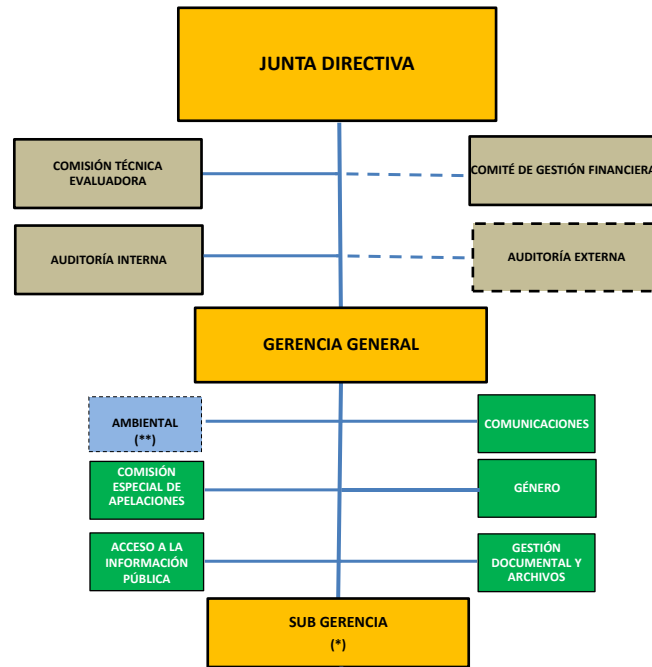 JUNTA DIRECTIVA
COMISIÓN TÉCNICA
EVALUADORA
COMITÉ DE GESTIÓN FINANCIERA
AUDITORÍA INTERNA
AUDITORÍA EXTERNA
GERENCIA GENERAL
AMBIENTAL
(**)
COMUNICACIONES
COMISIÓN
ESPECIAL DE
APELACIONES
GÉNERO
ACCESO A LA
INFORMACIÓN
PÚBLICA
GESTIÓN
DOCUMENTAL Y
ARCHIVOS
SUB GERENCIA
(*)